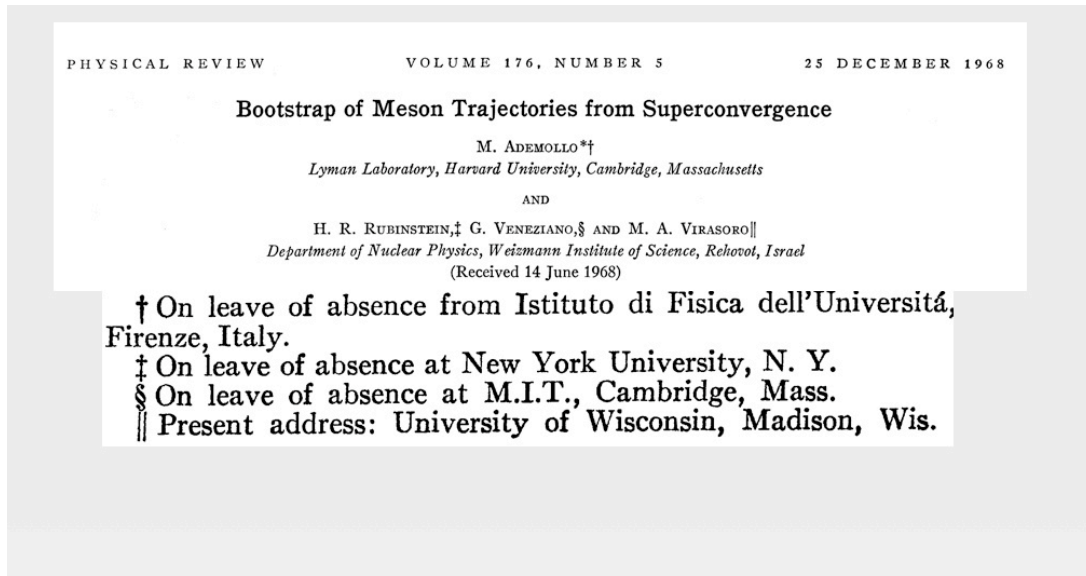 PHYSICAL REVIEW VOLUME 176, NUMBER 5 25 DECEMBER 1968
Bootstrap of Meson Trajectories from Superconvergence
M. ADEMOLLO*†
Lyman Laboratory, Harvard University, Cambridge, Massachusetts
AND
H. R. RUBINSTEIN,‡ G. VENEZIANO,§ AND M. A. VIRASORO‖
Department of Nuclear Physics, Weizmann Institute of Science, Rehovot, Israel
(Received 14 June 1968)
† On leave of absence from Istituto di Fisica dell'Universitá,
Firenze, Italy.
‡ On leave of absence at New York University, N. Y.
§ On leave of absence at M.I.T., Cambridge, Mass.
‖ Present address: University of Wisconsin, Madison, Wis.